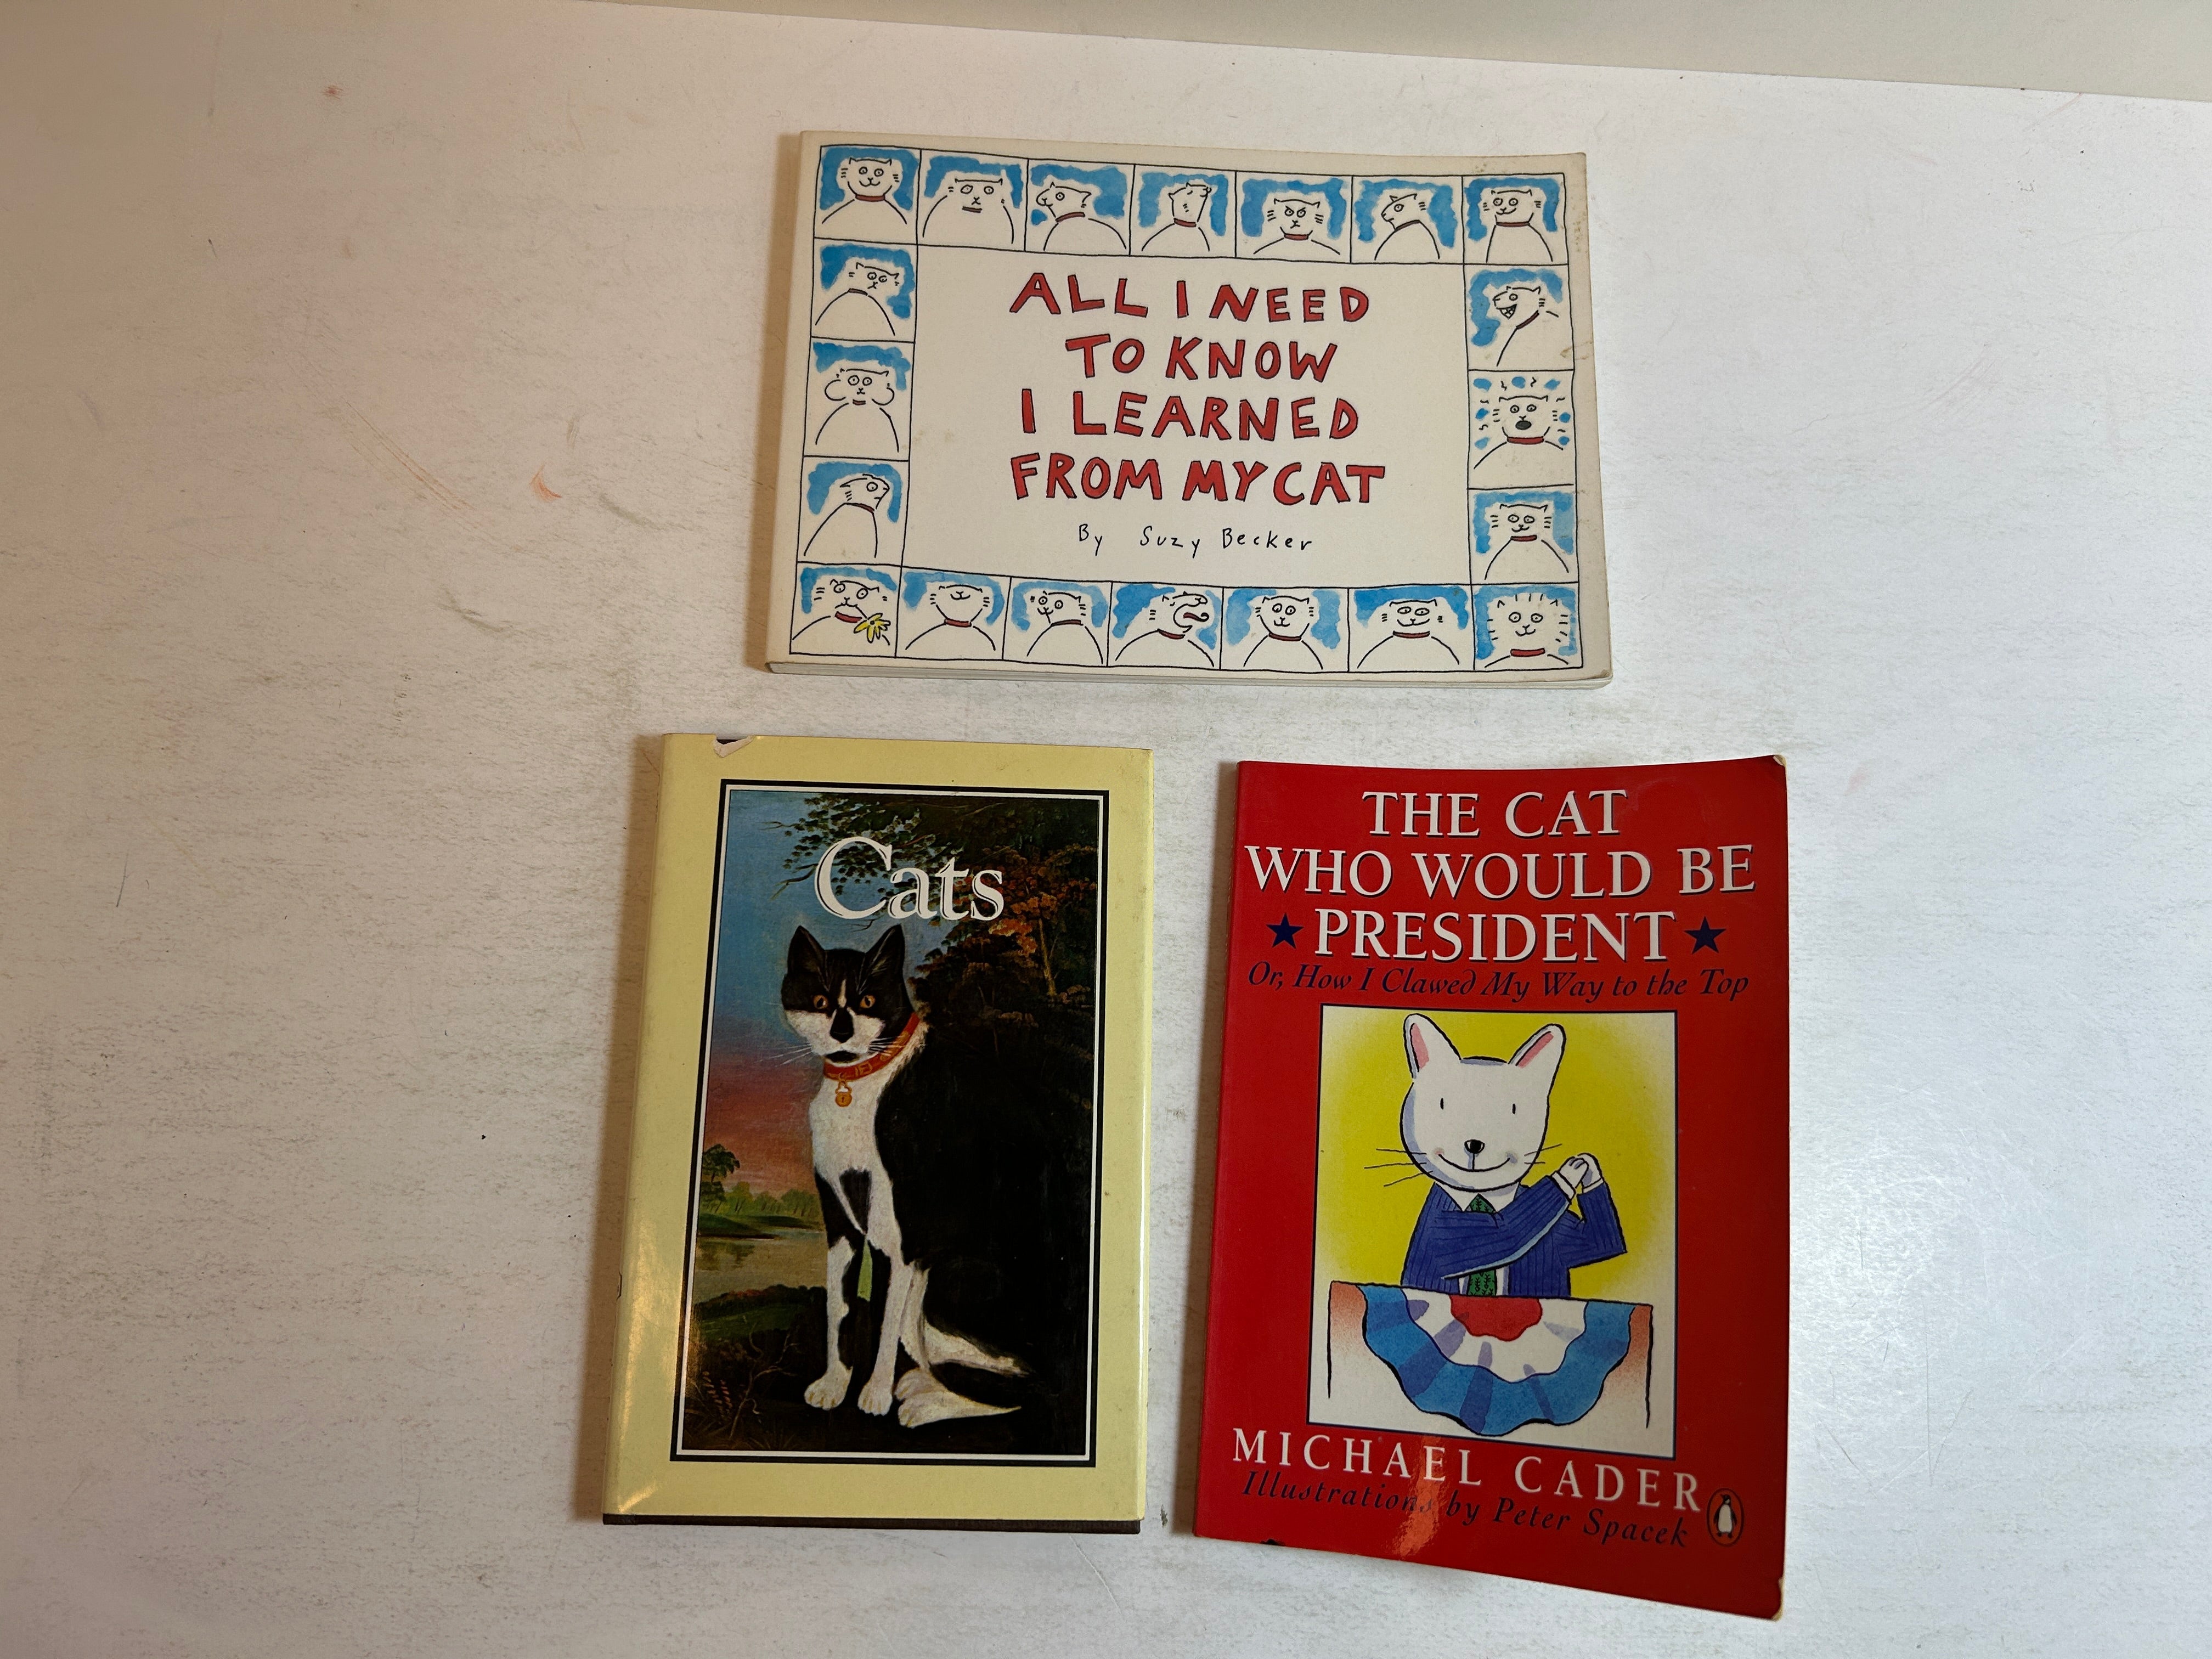 ALL I NEED
TO KNOW
I LEARNED
FROM MY CAT
By Suzy Becker
Cats
THE CAT
WHO WOULD BE
PRESIDENT
Or, How I Clawed My Way to the Top
MICHAEL CADER
Illustrations by Peter Spacek